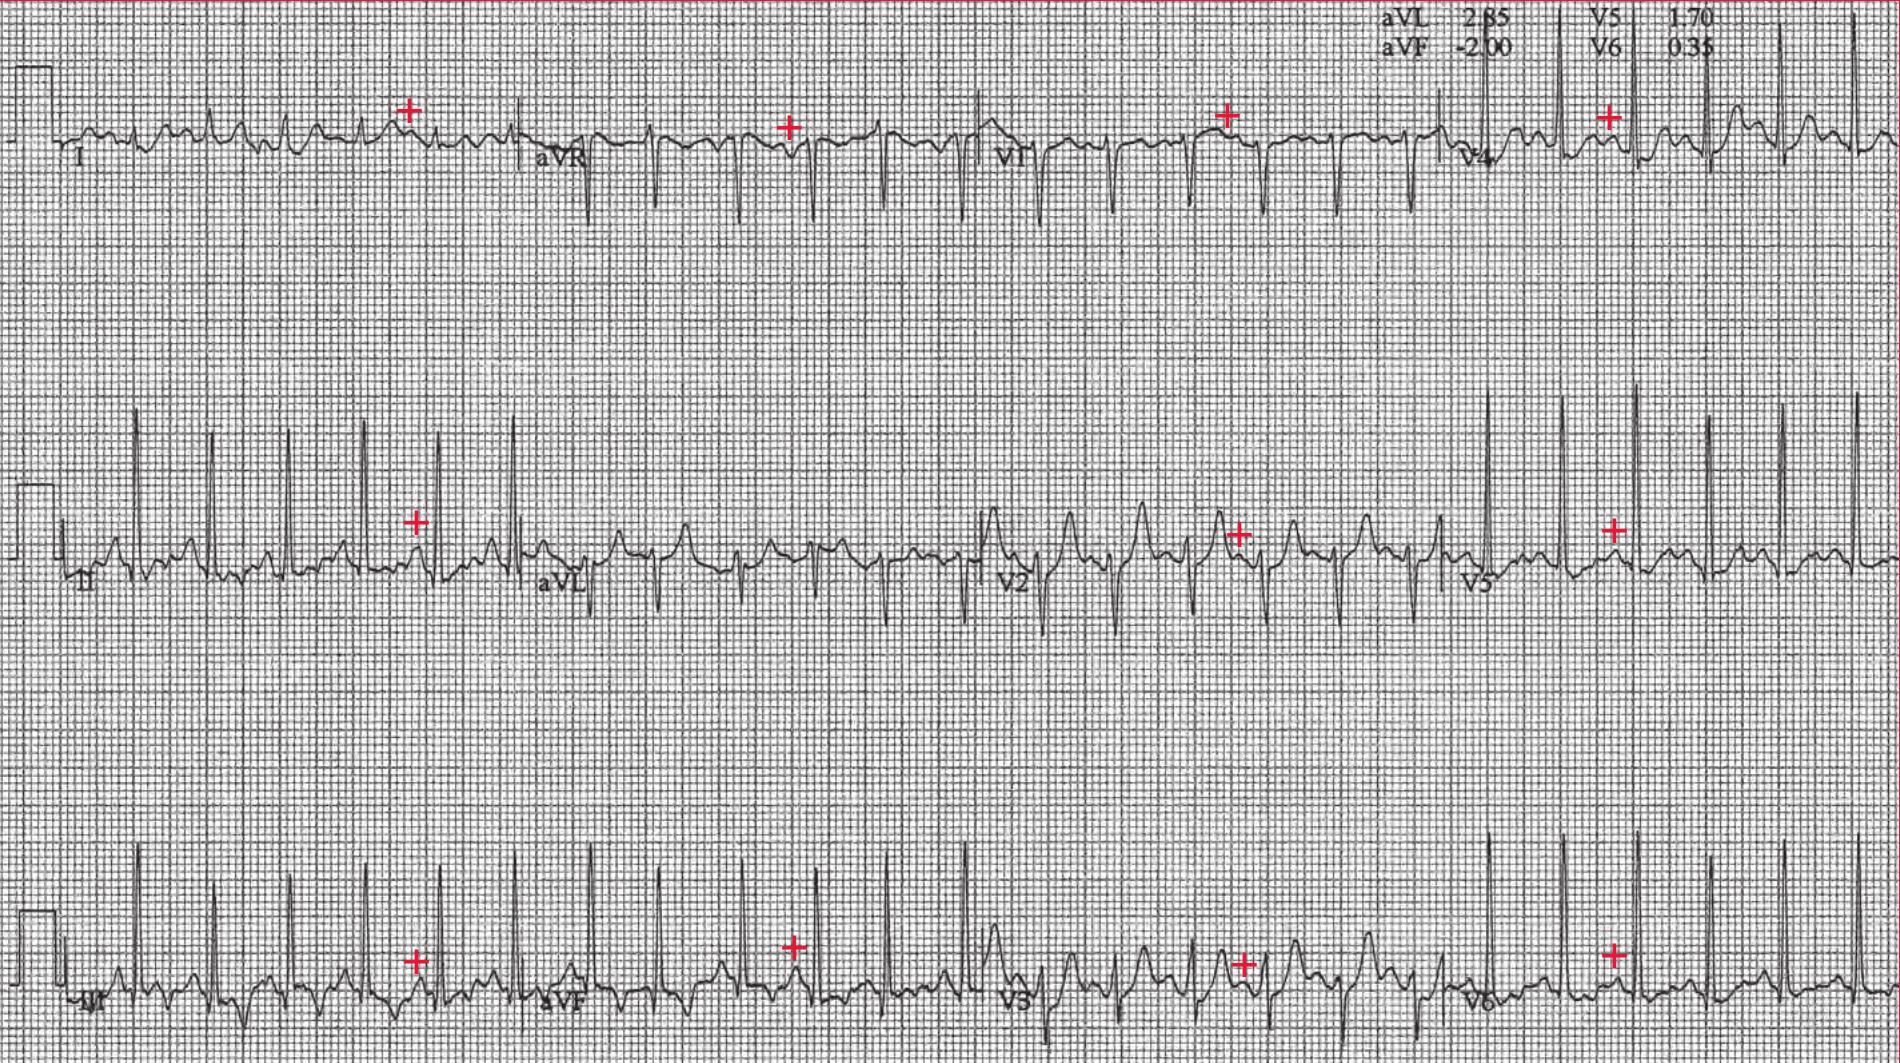 aVL 2.85 V5 1.70
aVF -2.00 V6 0.35
I aVR V1 V4
II aVL V2 V5
III aVF V3 V6